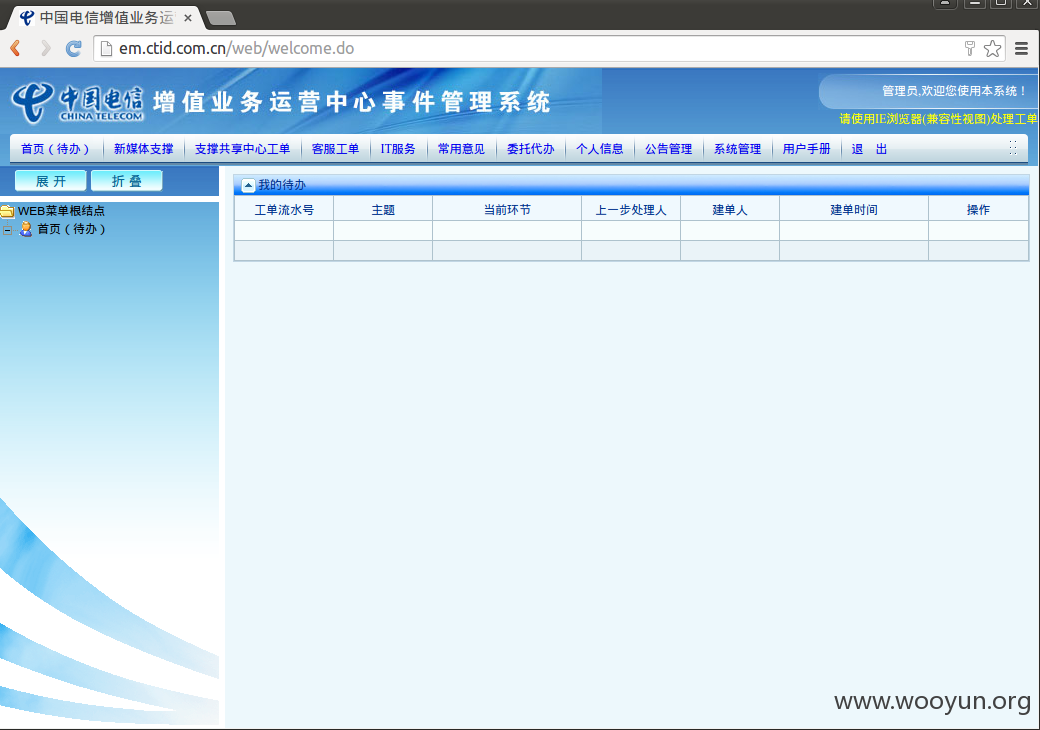 中国电信增值业务运
em.ctid.com.cn/web/welcome.do
中国电信
CHINA TELECOM
增值业务运营中心事件管理系统
管理员,欢迎您使用本系统！
请使用IE浏览器(兼容性视图)处理工单
首页（待办） 新媒体支撑 支撑共享中心工单 客服工单 IT服务 常用意见 委托代办 个人信息 公告管理 系统管理 用户手册 退 出
展 开 折 叠
WEB菜单根结点
首页（待办）
我的待办
工单流水号 主题 当前环节 上一步处理人 建单人 建单时间 操作
www.wooyun.org